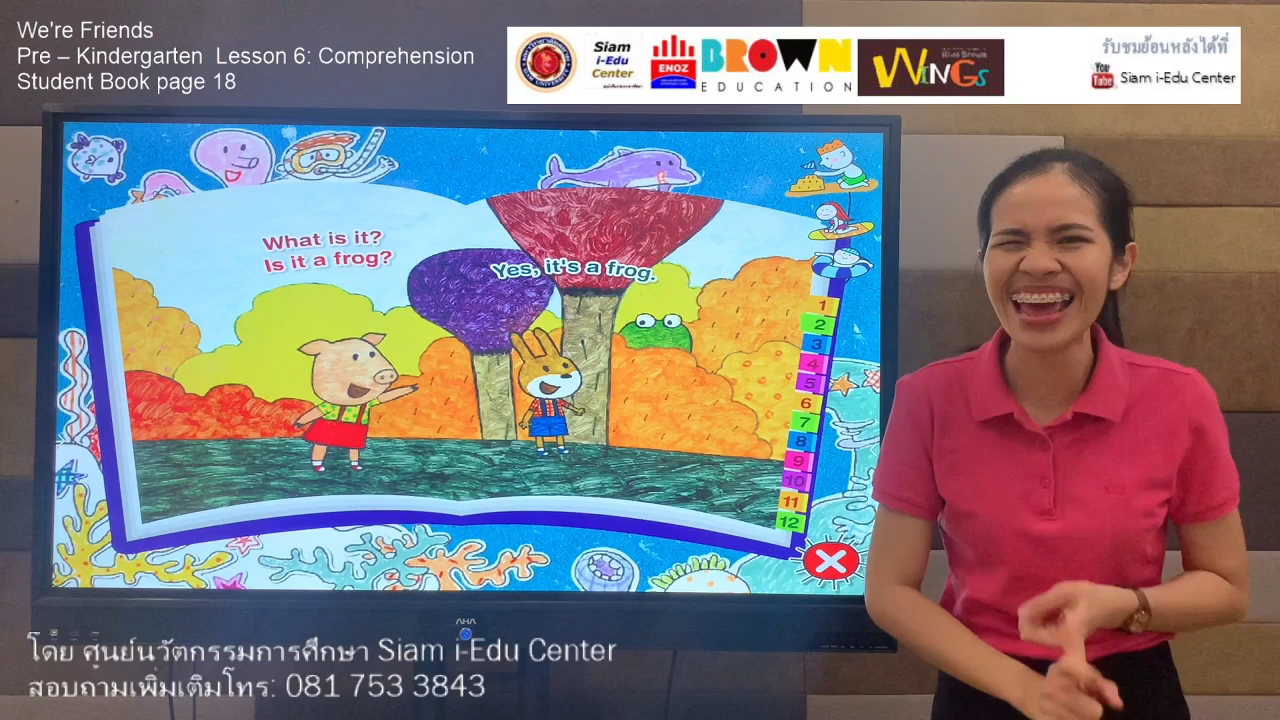 We're Friends
Pre – Kindergarten Lesson 6: Comprehension
Student Book page 18
Siam
i-Edu
Center
ENOZ
BROWN
EDUCATION
WiNGs
รับชมย้อนหลังได้ที่
You
Tube
Siam i-Edu Center
What is it?
Is it a frog?
Yes, it's a frog.
1
2
3
4
5
6
7
8
9
10
11
12
AHA
โดย ศูนย์นวัตกรรมการศึกษา Siam i-Edu Center
สอบถามเพิ่มเติมโทร: 081 753 3843